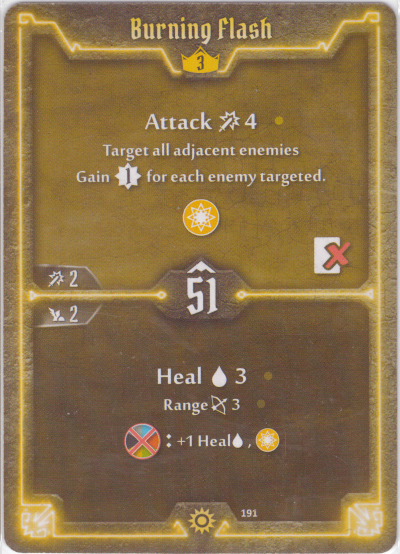 Burning Flash
3
Attack 4
Target all adjacent enemies
Gain 1 for each enemy targeted.
2
51
2
Heal 3
Range 3
: +1 Heal ,
191